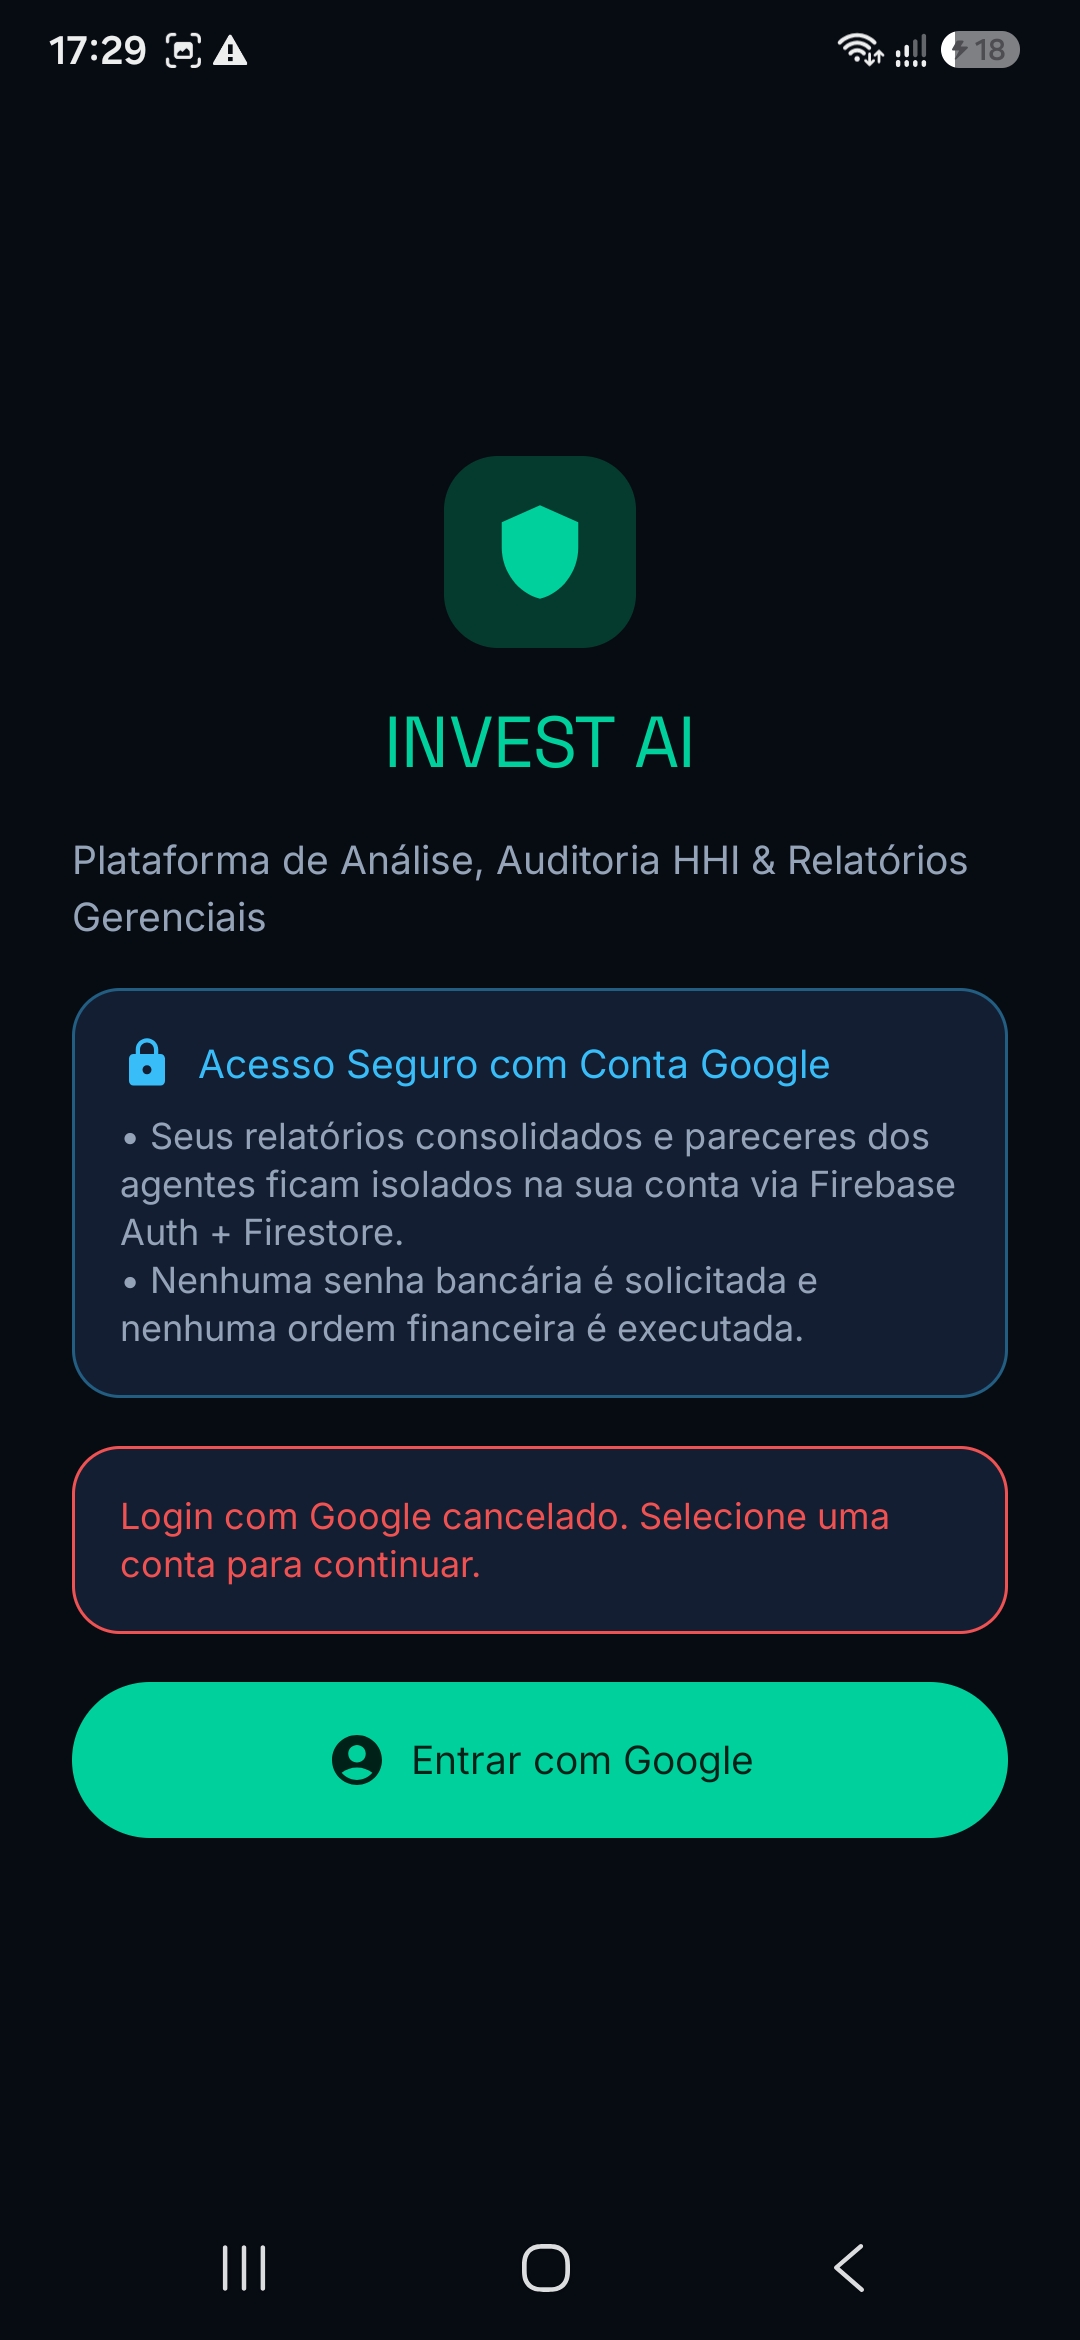 17:29
18
INVEST AI
Plataforma de Análise, Auditoria HHI & Relatórios
Gerenciais
Acesso Seguro com Conta Google
• Seus relatórios consolidados e pareceres dos
agentes ficam isolados na sua conta via Firebase
Auth + Firestore.
• Nenhuma senha bancária é solicitada e
nenhuma ordem financeira é executada.
Login com Google cancelado. Selecione uma
conta para continuar.
Entrar com Google